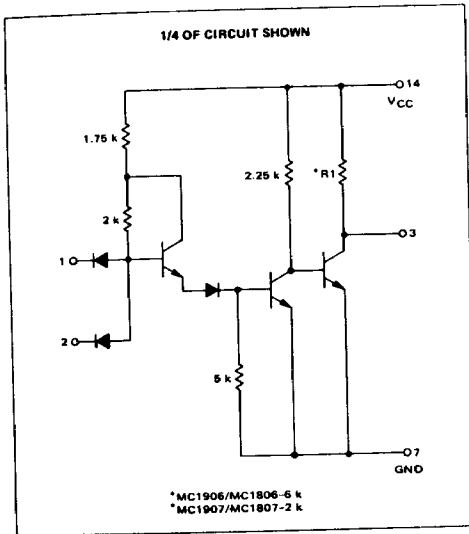 1/4 OF CIRCUIT SHOWN
14
VCC
1.75 k
2.25 k
*R1
2 k
3
1
2
5 k
7
GND
*MC1906/MC1806-6 k
*MC1907/MC1807-2 k